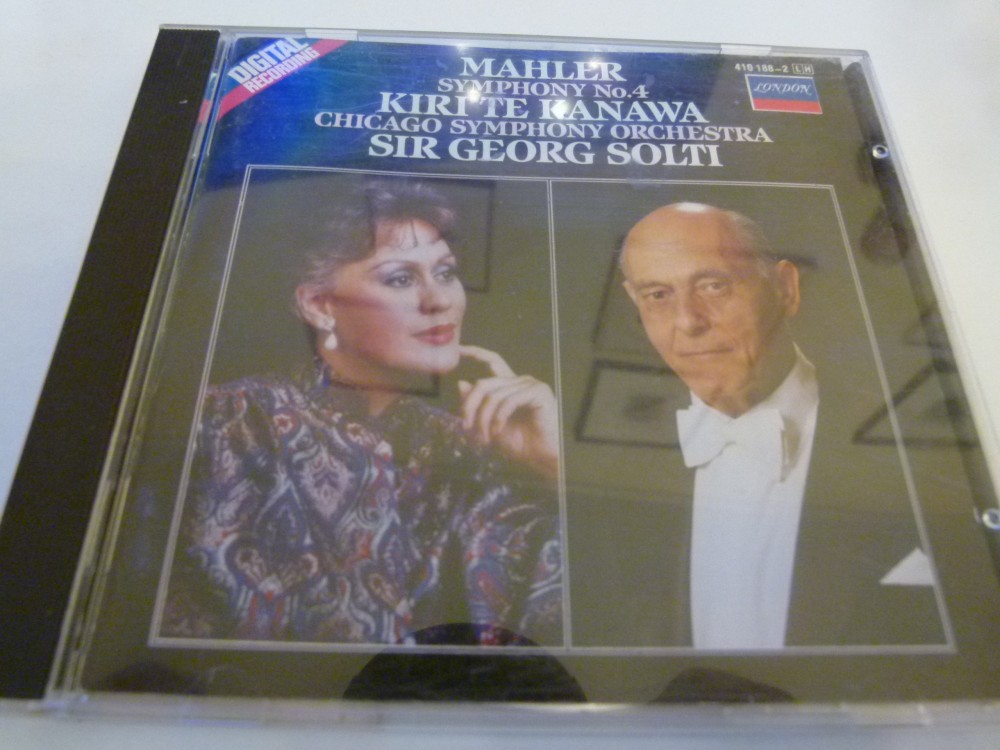 DIGITAL
RECORDING
MAHLER
SYMPHONY No.4
KIRI TE KANAWA
CHICAGO SYMPHONY ORCHESTRA
SIR GEORG SOLTI
410 188-2 LH
LONDON